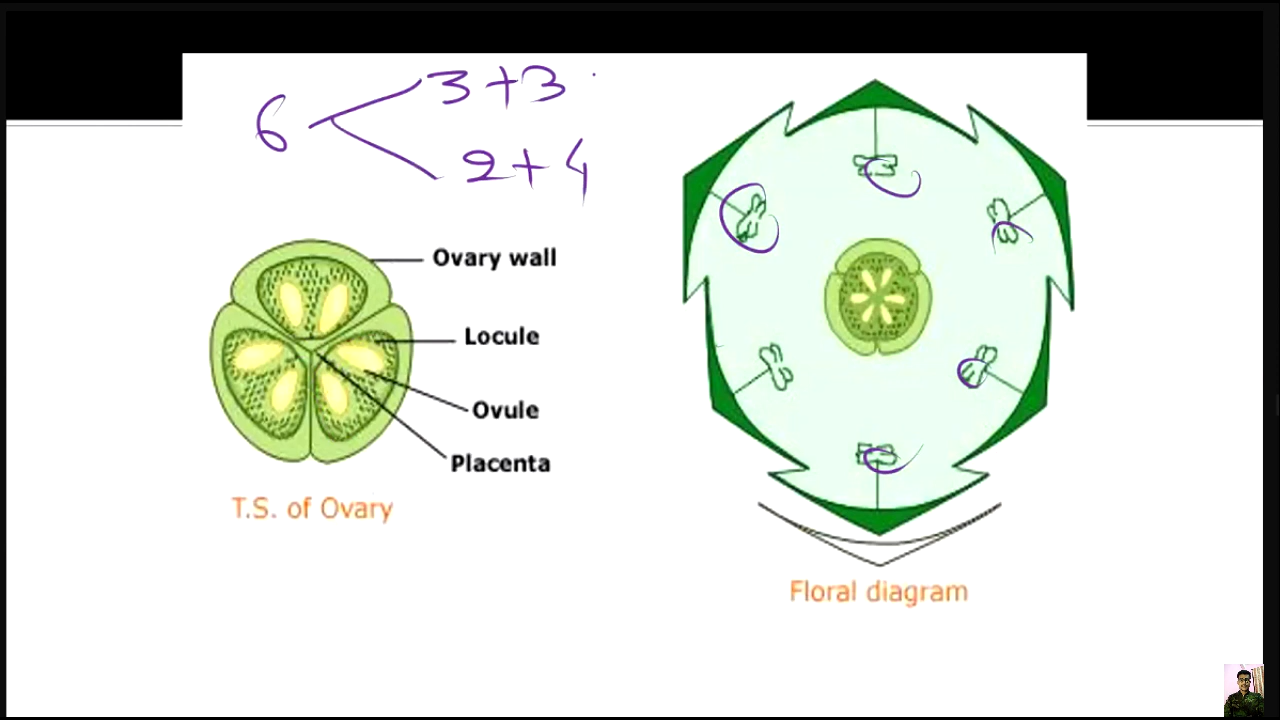 6
3+3
2+4
Ovary wall
Locule
Ovule
Placenta
T.S. of Ovary
Floral diagram